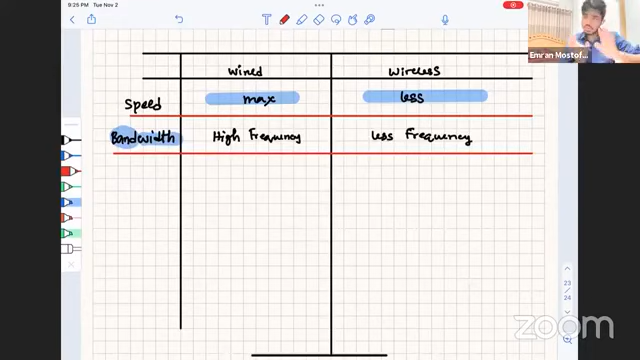 9:25 PM Tue Nov 2
Emran Mostof...
wired wireless
Speed max less
Bandwidth High Frequency less Frequency
23
/
24
zoom